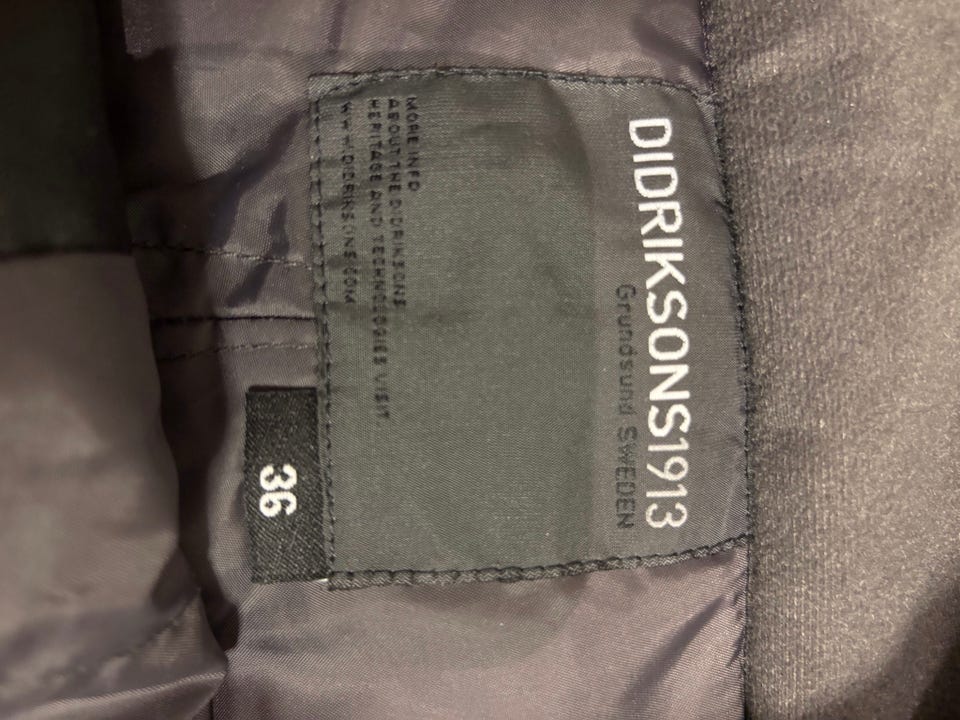 DIDRIKSONS1913
Grundsund SWEDEN
MORE INFO
ABOUT THE DIDRIKSONS
HERITAGE AND TECHNOLOGIES VISIT.
WWW.DIDRIKSONS.COM
36